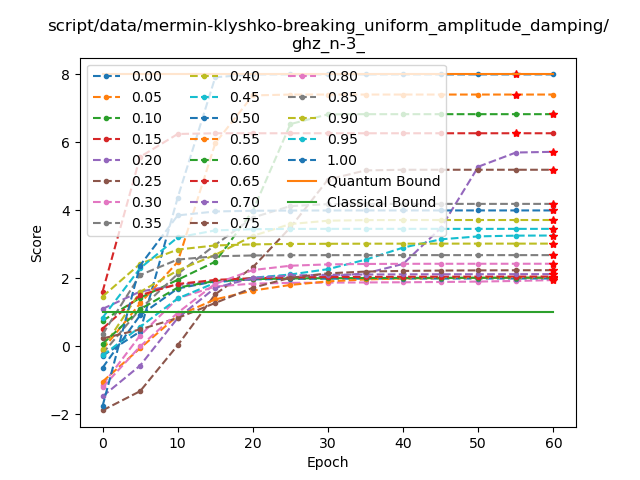 script/data/mermin-klyshko-breaking_uniform_amplitude_damping/
ghz_n-3_
8
6
4
2
0
−2
Score
0.00 0.40 0.80
0.05 0.45 0.85
0.10 0.50 0.90
0.15 0.55 0.95
0.20 0.60 1.00
0.25 0.65 Quantum Bound
0.30 0.70 Classical Bound
0.35 0.75
0 10 20 30 40 50 60
Epoch